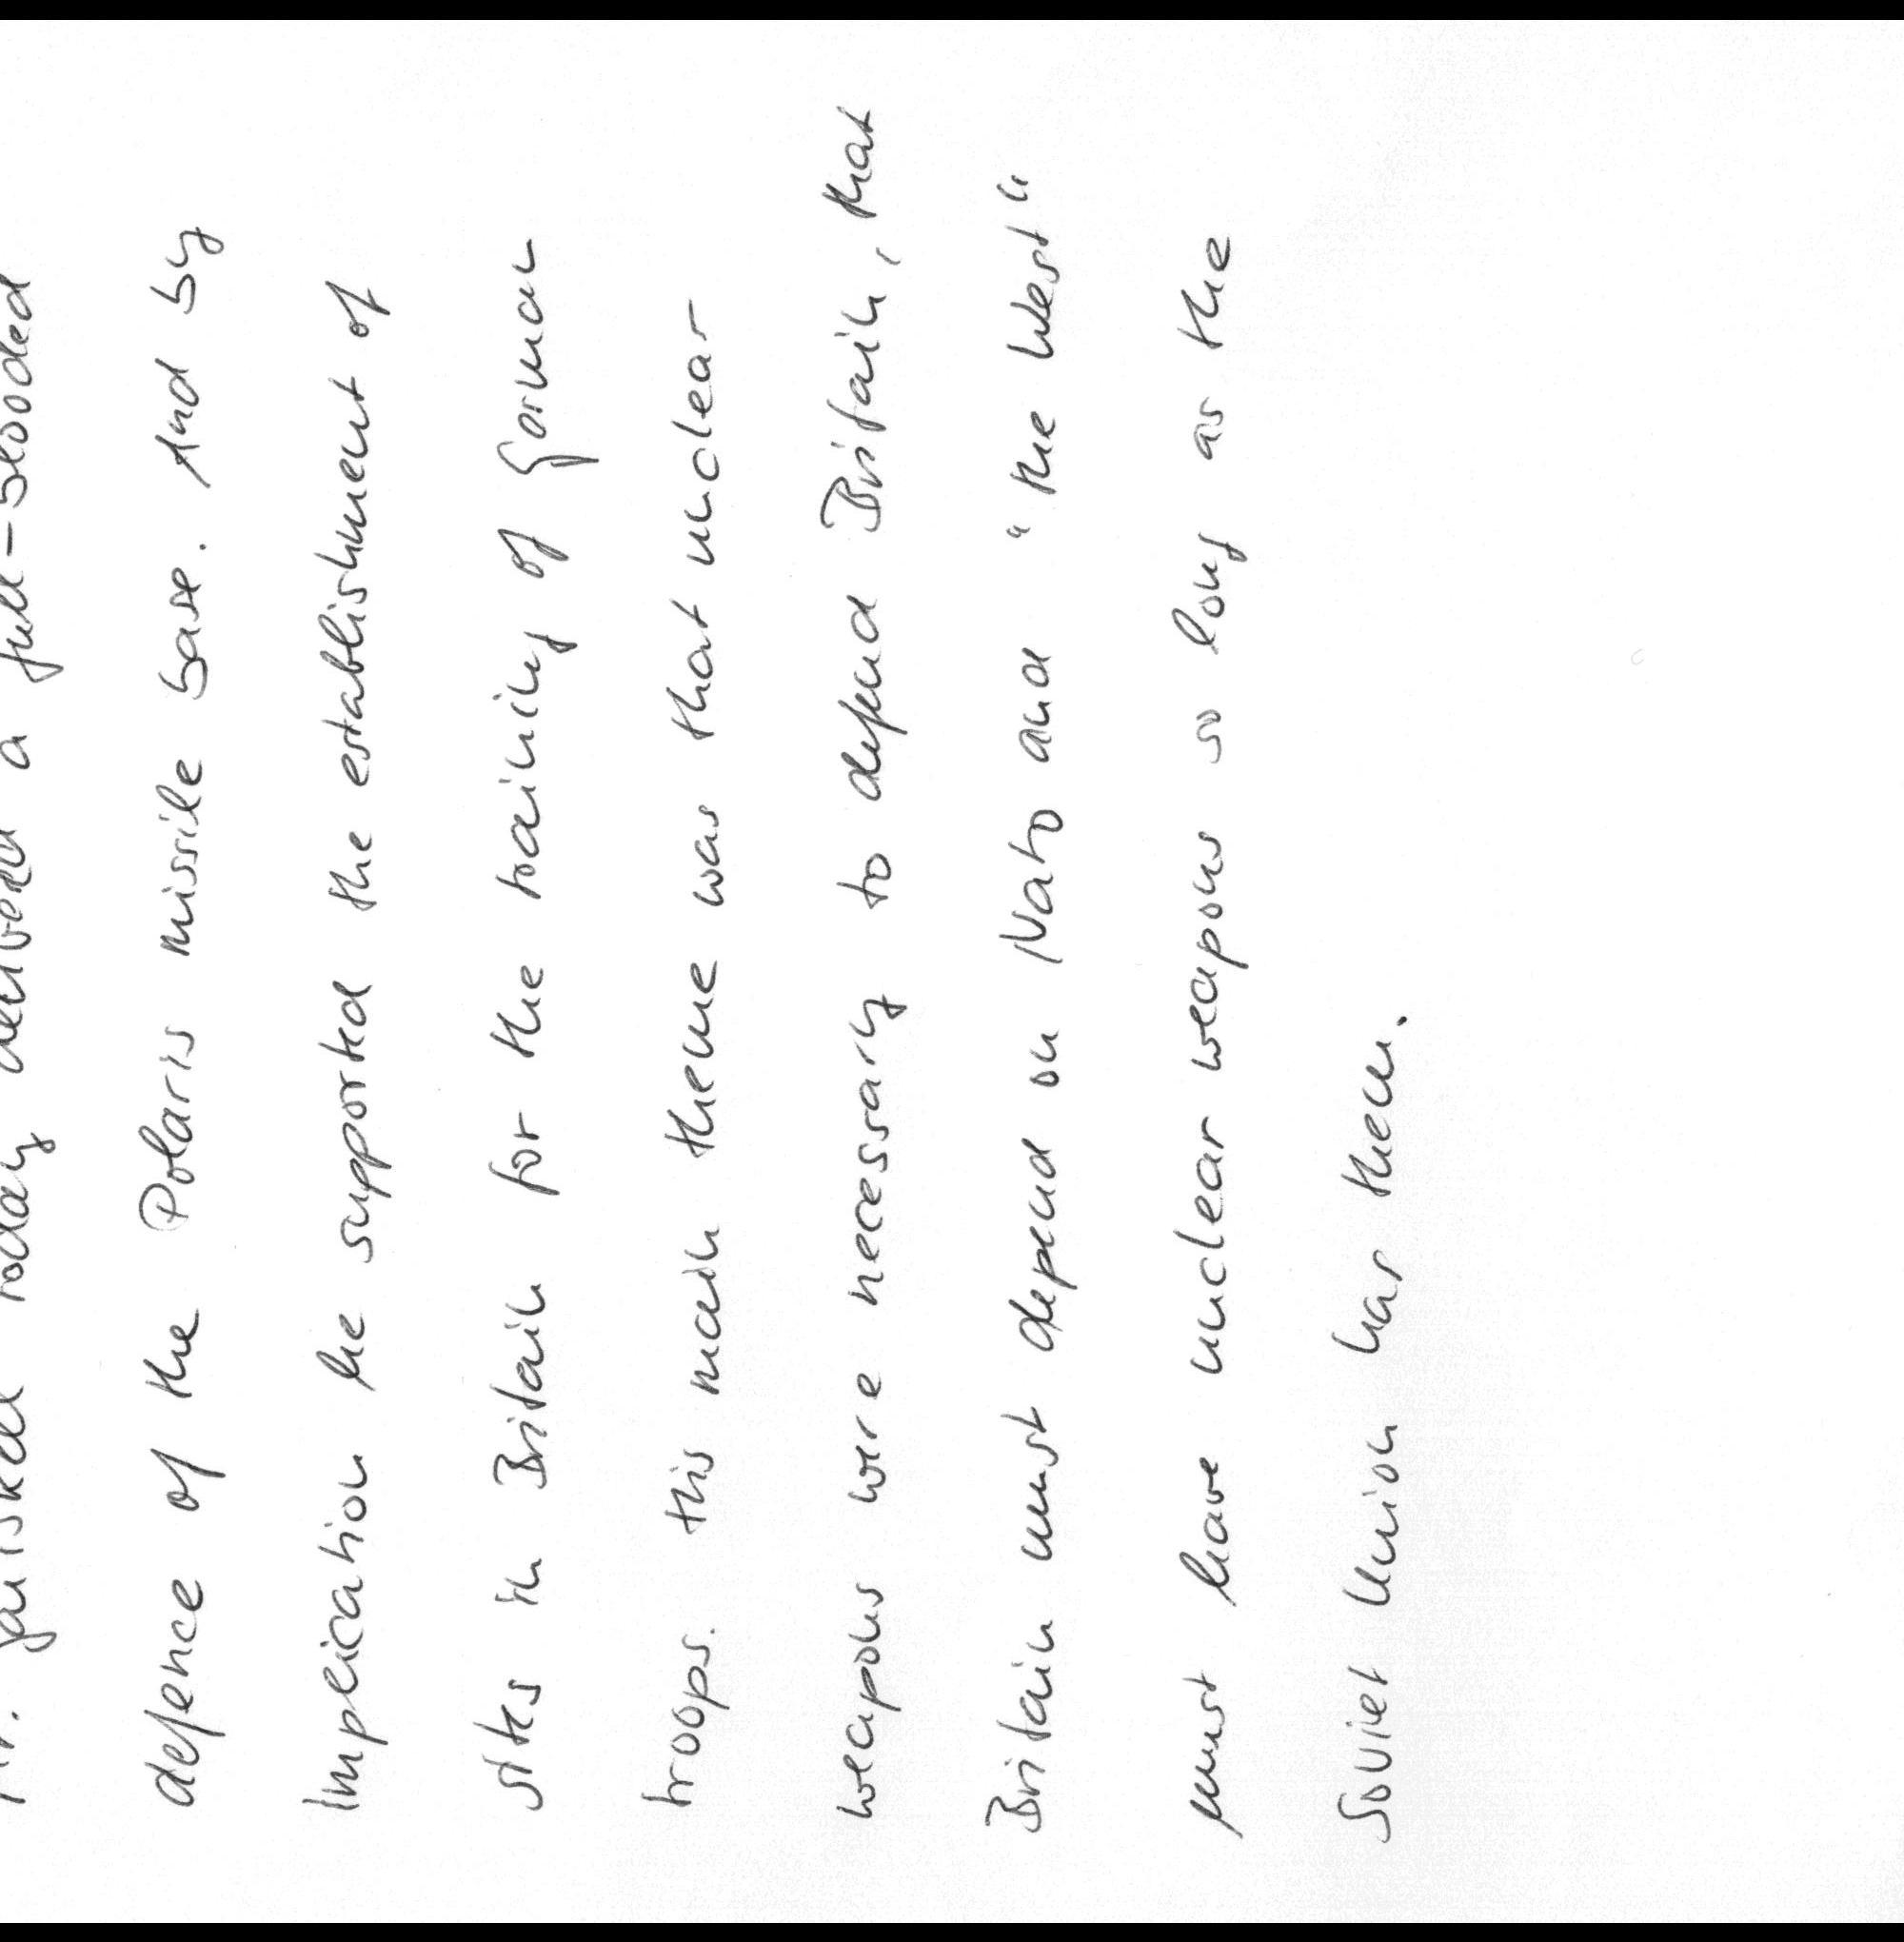 Mr. Gaitskell today delivered a full-blooded
defence of the Polaris missile base. And by
implication he supported the establishment of
sites in Britain for the training of German
troops. His main theme was that nuclear
weapons were necessary to defend Britain, that
Britain must depend on Nato and "the West"
must have nuclear weapons so long as the
Soviet Union has them.